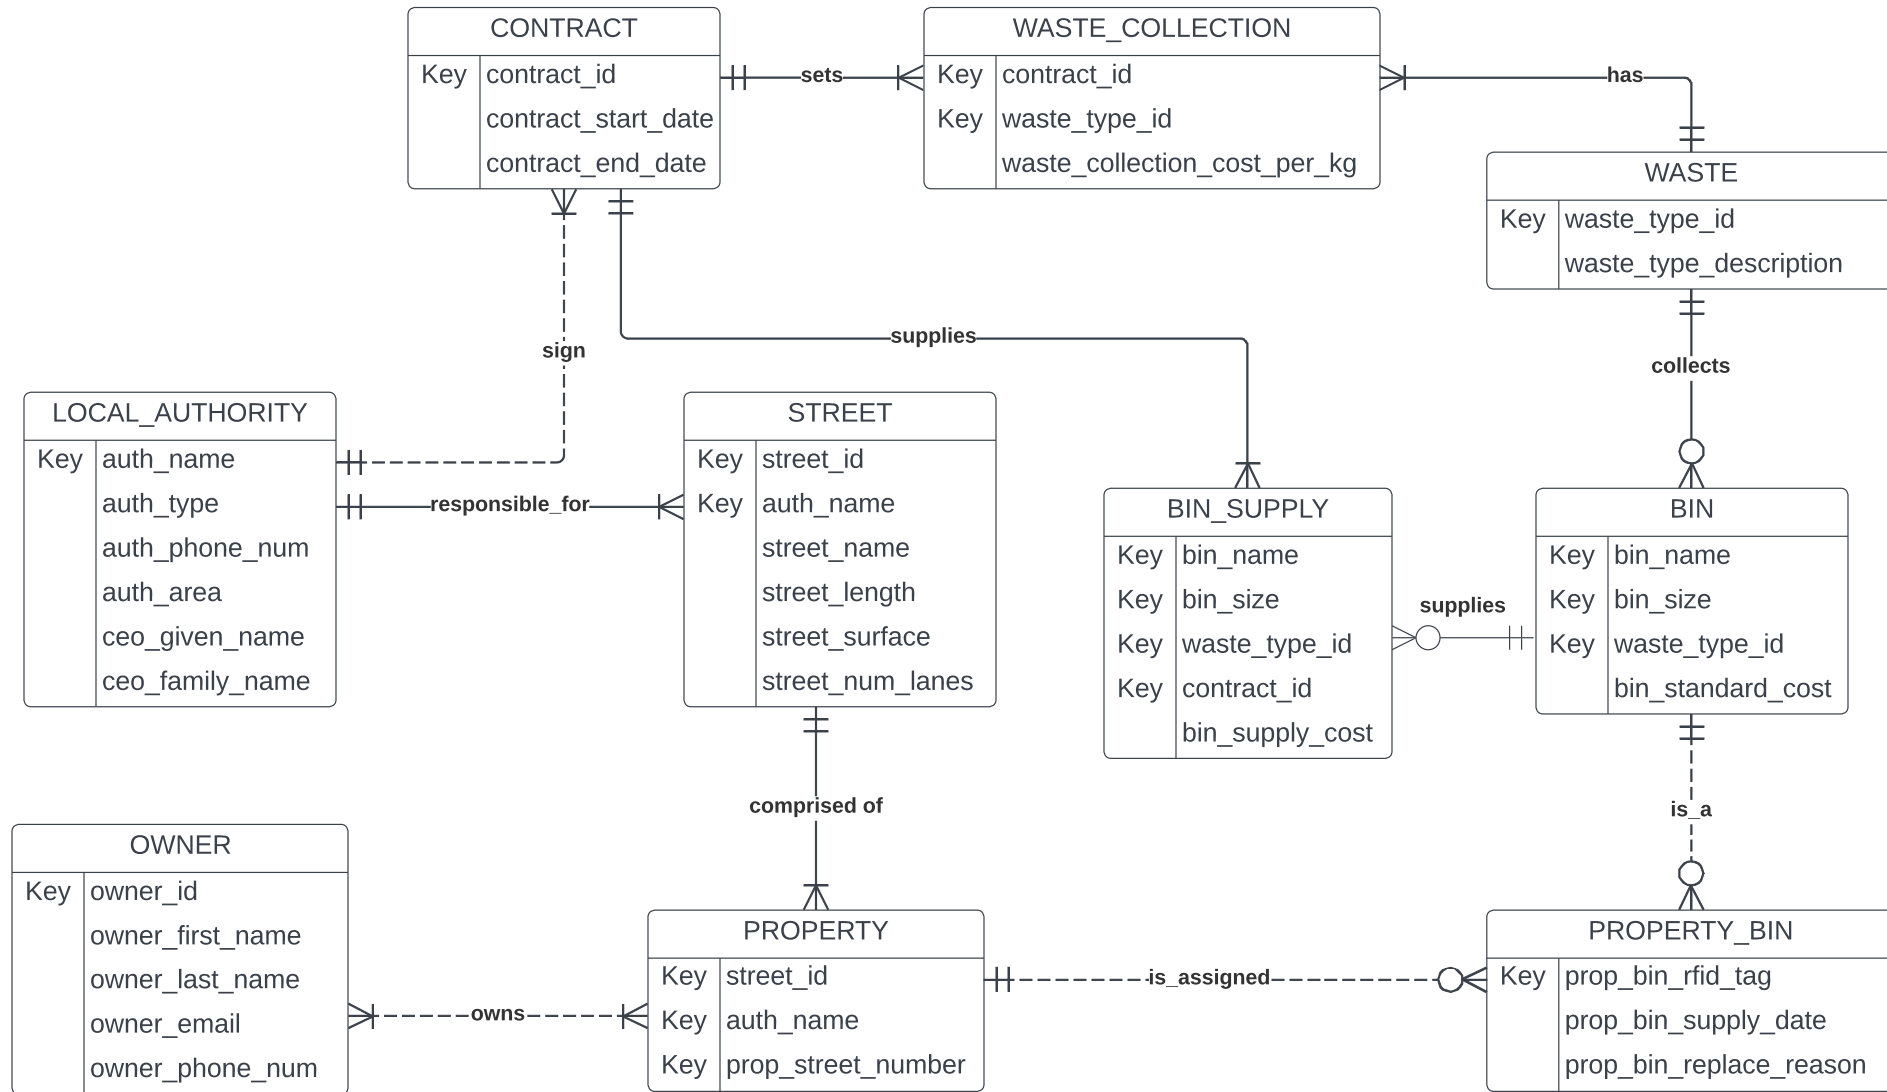 CONTRACT
Key contract_id
contract_start_date
contract_end_date
sets
WASTE_COLLECTION
Key contract_id
Key waste_type_id
waste_collection_cost_per_kg
has
WASTE
Key waste_type_id
waste_type_description
sign
supplies
collects
LOCAL_AUTHORITY
Key auth_name
auth_type
auth_phone_num
auth_area
ceo_given_name
ceo_family_name
responsible_for
STREET
Key street_id
Key auth_name
street_name
street_length
street_surface
street_num_lanes
BIN_SUPPLY
Key bin_name
Key bin_size
Key waste_type_id
Key contract_id
bin_supply_cost
supplies
BIN
Key bin_name
Key bin_size
Key waste_type_id
bin_standard_cost
comprised of
is_a
OWNER
Key owner_id
owner_first_name
owner_last_name
owner_email
owner_phone_num
owns
PROPERTY
Key street_id
Key auth_name
Key prop_street_number
is_assigned
PROPERTY_BIN
Key prop_bin_rfid_tag
prop_bin_supply_date
prop_bin_replace_reason